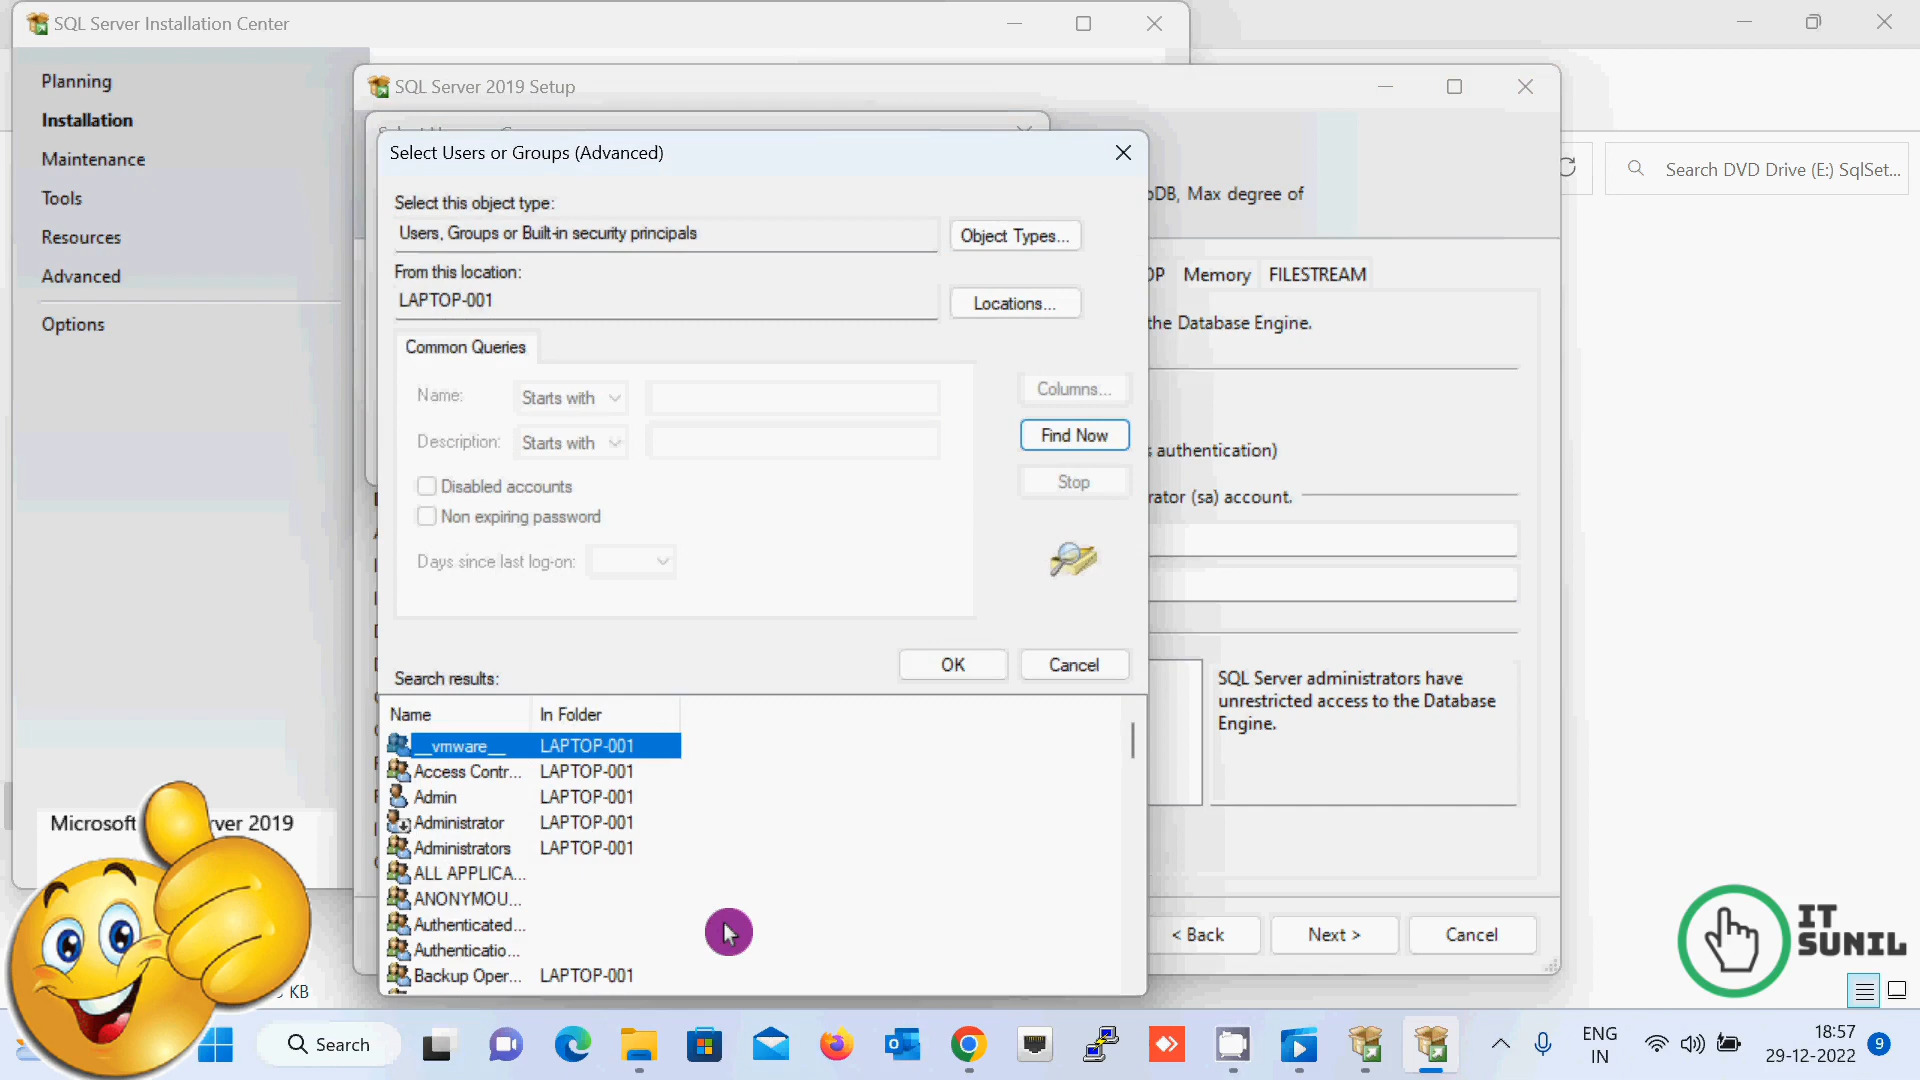 SQL Server Installation Center
Planning
Installation
Maintenance
Tools
Resources
Advanced
Options
Microsoft
ver 2019
KB
SQL Server 2019 Setup
DB, Max degree of
OP
Memory
FILESTREAM
the Database Engine.
authentication)
rator (sa) account.
SQL Server administrators have
unrestricted access to the Database
Engine.
< Back
Next >
Cancel
Search DVD Drive (E:) SqlSet...
Select Users or Groups (Advanced)
Select this object type:
Users, Groups or Built-in security principals
Object Types...
From this location:
LAPTOP-001
Locations...
Common Queries
Name:
Starts with
Columns...
Description:
Starts with
Find Now
Disabled accounts
Stop
Non expiring password
Days since last log-on:
OK
Cancel
Search results:
Name In Folder
__vmware__ LAPTOP-001
Access Contr... LAPTOP-001
Admin LAPTOP-001
Administrator LAPTOP-001
Administrators LAPTOP-001
ALL APPLICA...
ANONYMOU...
Authenticated...
Authenticatio...
Backup Oper... LAPTOP-001
IT
SUNIL
Search
ENG
IN
18:57
29-12-2022
9